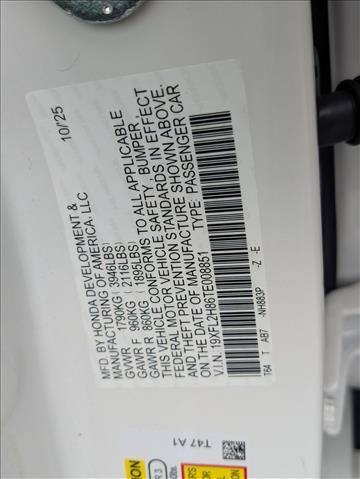 MFD BY HONDA DEVELOPMENT & 10/25
MANUFACTURING OF AMERICA, LLC
GVWR 1790KG ( 3946LBS)
GAWR F 960KG ( 2116LBS)
GAWR R 860KG ( 1895LBS)
THIS VEHICLE CONFORMS TO ALL APPLICABLE
FEDERAL MOTOR VEHICLE SAFETY, BUMPER,
AND THEFT PREVENTION STANDARDS IN EFFECT
ON THE DATE OF MANUFACTURE SHOWN ABOVE.
V.I.N.:19XFL2H86TE008851 TYPE: PASSENGER CAR
T64 T AB7 -NH883P -Z -E
T47A1